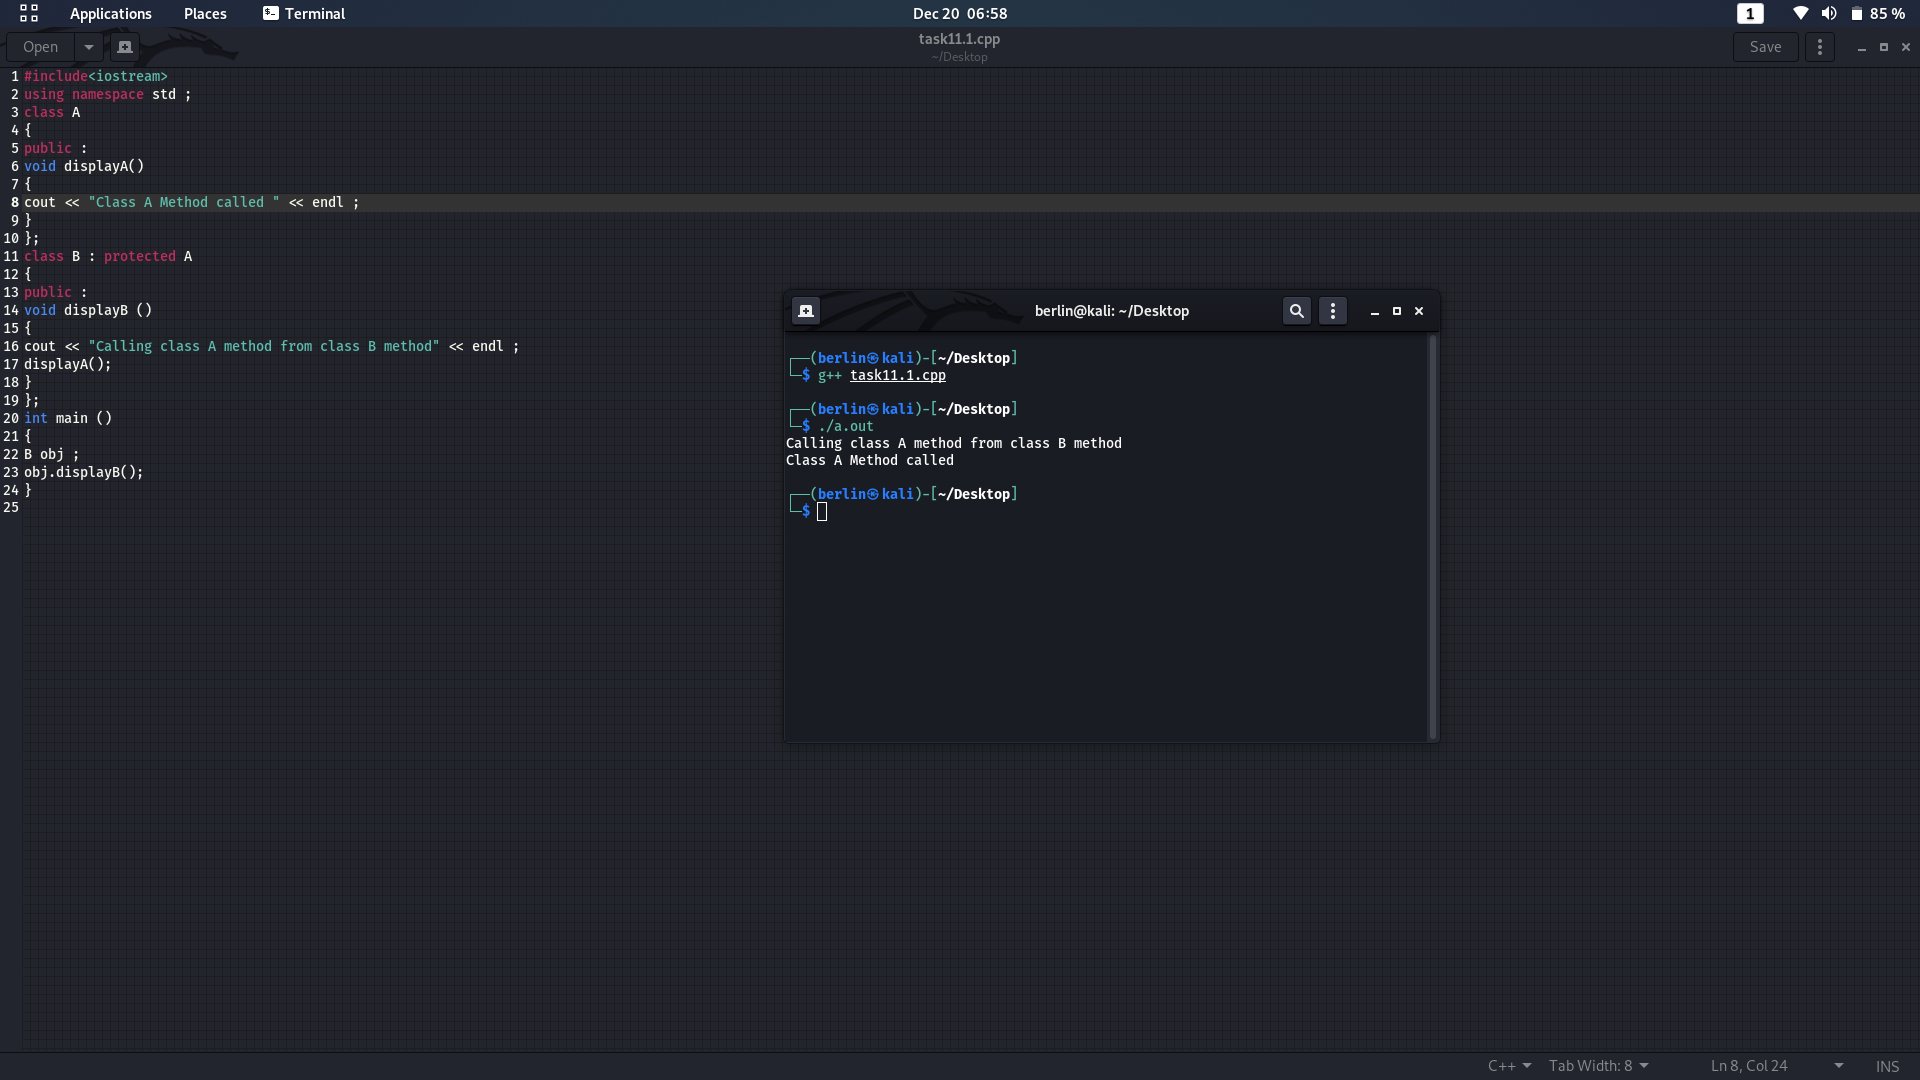 Applications Places Terminal Dec 20 06:58 1 85 %
Open task11.1.cpp Save
~/Desktop
1 #include<iostream>
2 using namespace std ;
3 class A
4 {
5 public :
6 void displayA()
7 {
8 cout << "Class A Method called " << endl ;
9 }
10 };
11 class B : protected A
12 {
13 public :
14 void displayB ()
15 {
16 cout << "Calling class A method from class B method" << endl ;
17 displayA();
18 }
19 };
20 int main ()
21 {
22 B obj ;
23 obj.displayB();
24 }
25
berlin@kali: ~/Desktop
┌──(berlin㉿kali)-[~/Desktop]
└─$ g++ task11.1.cpp
┌──(berlin㉿kali)-[~/Desktop]
└─$ ./a.out
Calling class A method from class B method
Class A Method called
┌──(berlin㉿kali)-[~/Desktop]
└─$
C++ Tab Width: 8 Ln 8, Col 24 INS